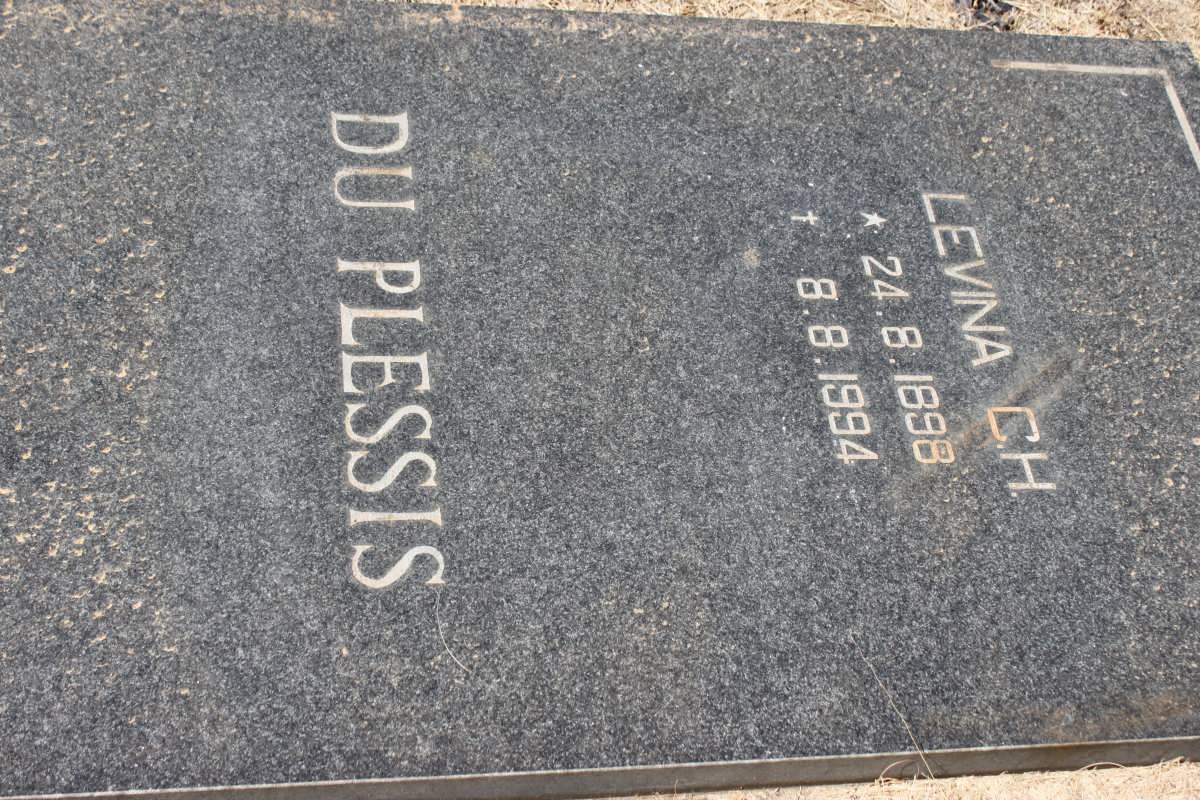 LEVINA C.H.
★ 24.8.1898
† 8.8.1994
DU PLESSIS